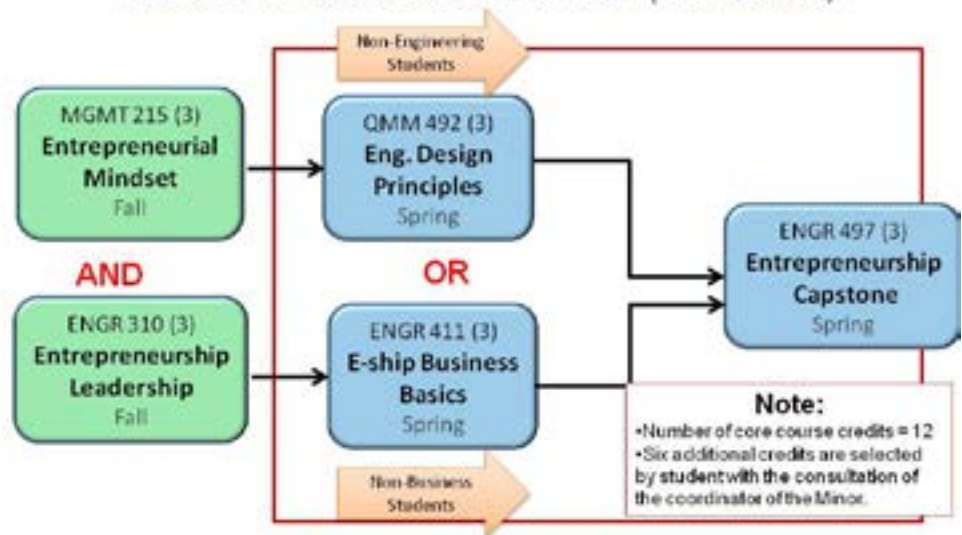 Non-Engineering
Students
MGMT 215 (3)
Entrepreneurial
Mindset
Fall
QMM 492 (3)
Eng. Design
Principles
Spring
AND
OR
ENGR 497 (3)
Entrepreneurship
Capstone
Spring
ENGR 310 (3)
Entrepreneurship
Leadership
Fall
ENGR 411 (3)
E-ship Business
Basics
Spring
Note:
•Number of core course credits = 12
•Six additional credits are selected
by student with the consultation of
the coordinator of the Minor.
Non-Business
Students